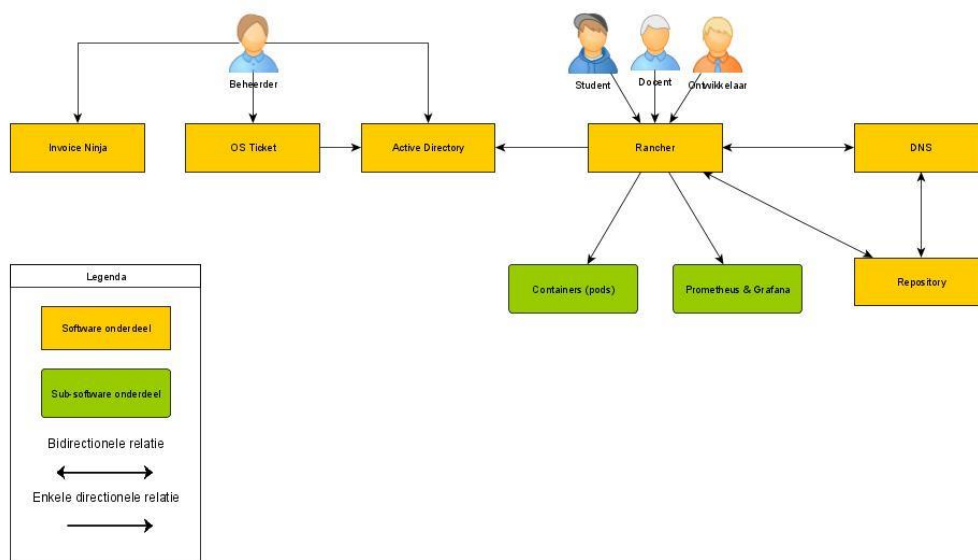 Beheerder
Student
Docent
Ontwikkelaar
Invoice Ninja
OS Ticket
Active Directory
Rancher
DNS
Containers (pods)
Prometheus & Grafana
Repository
Legenda
Software onderdeel
Sub-software onderdeel
Bidirectionele relatie
Enkele directionele relatie